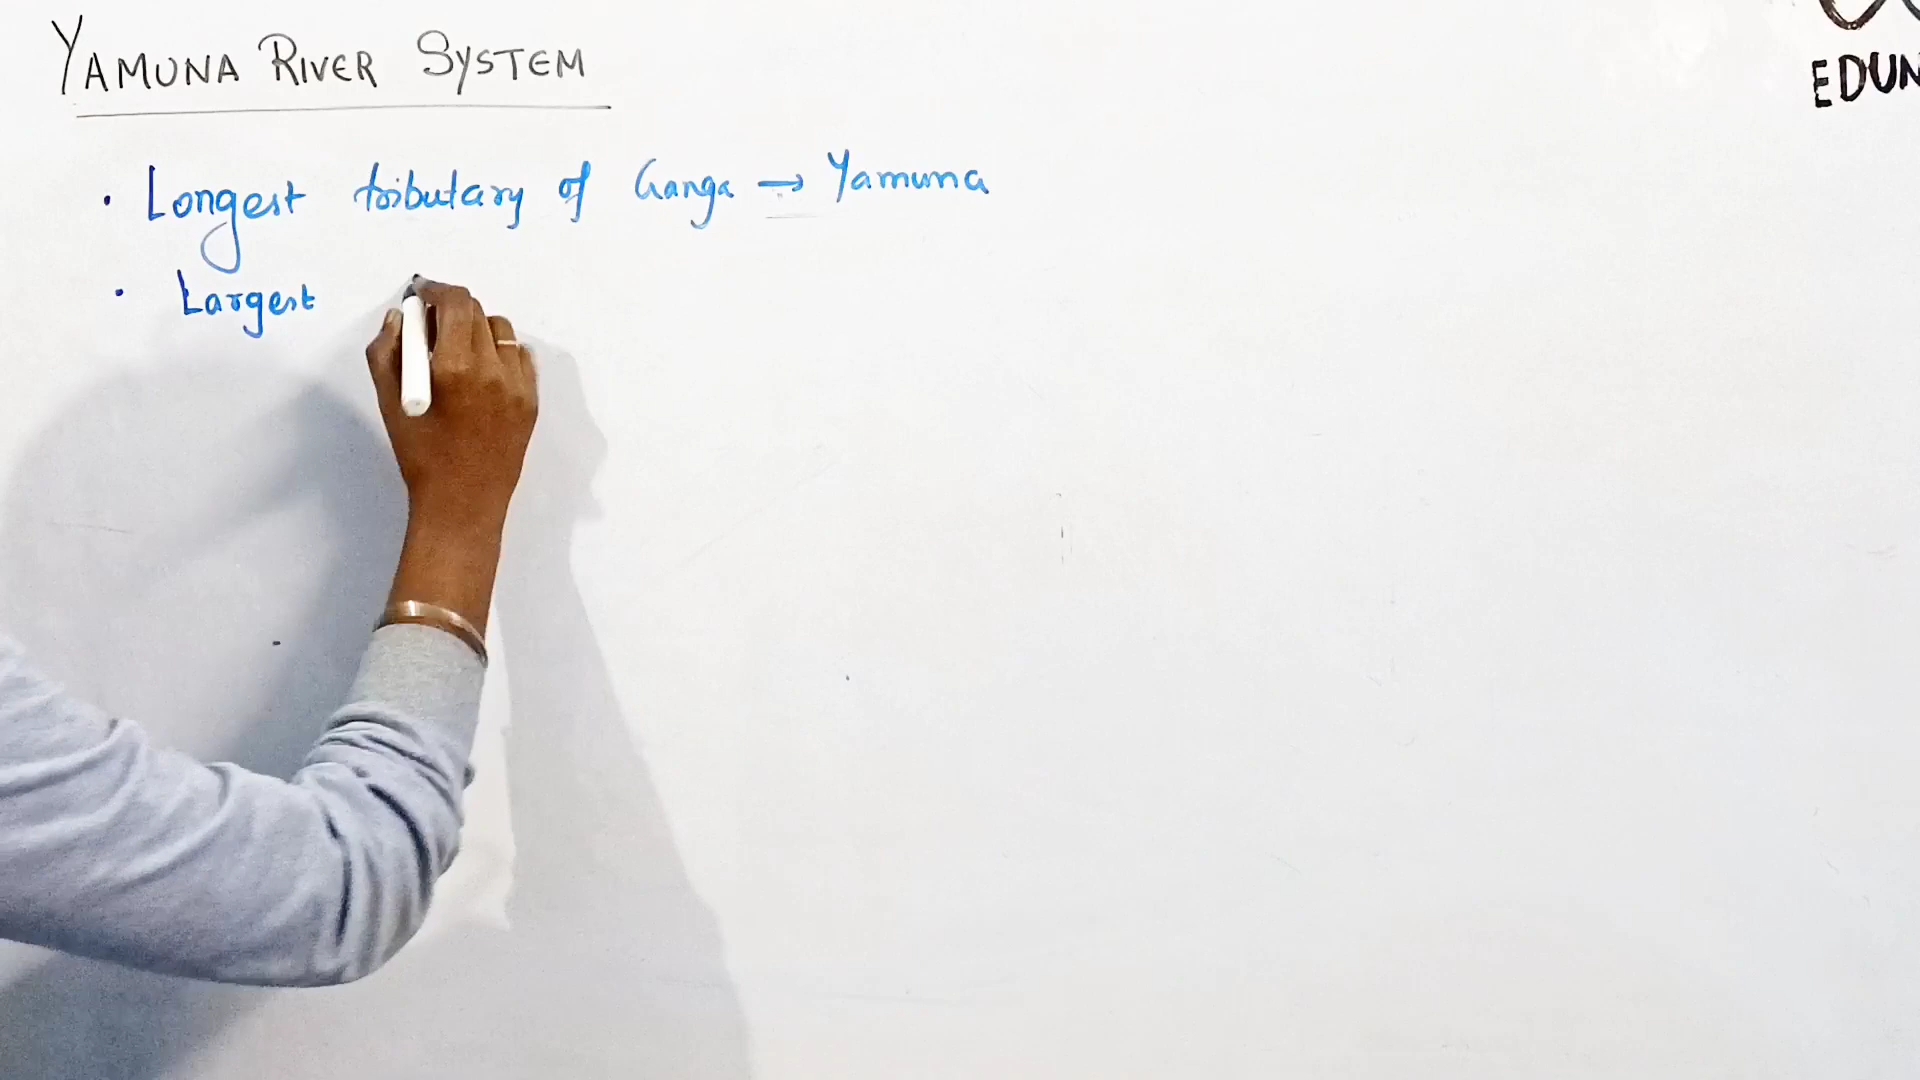 YAMUNA RIVER SYSTEM
EDUN
· Longest tributary of Ganga → Yamuna
· Largest